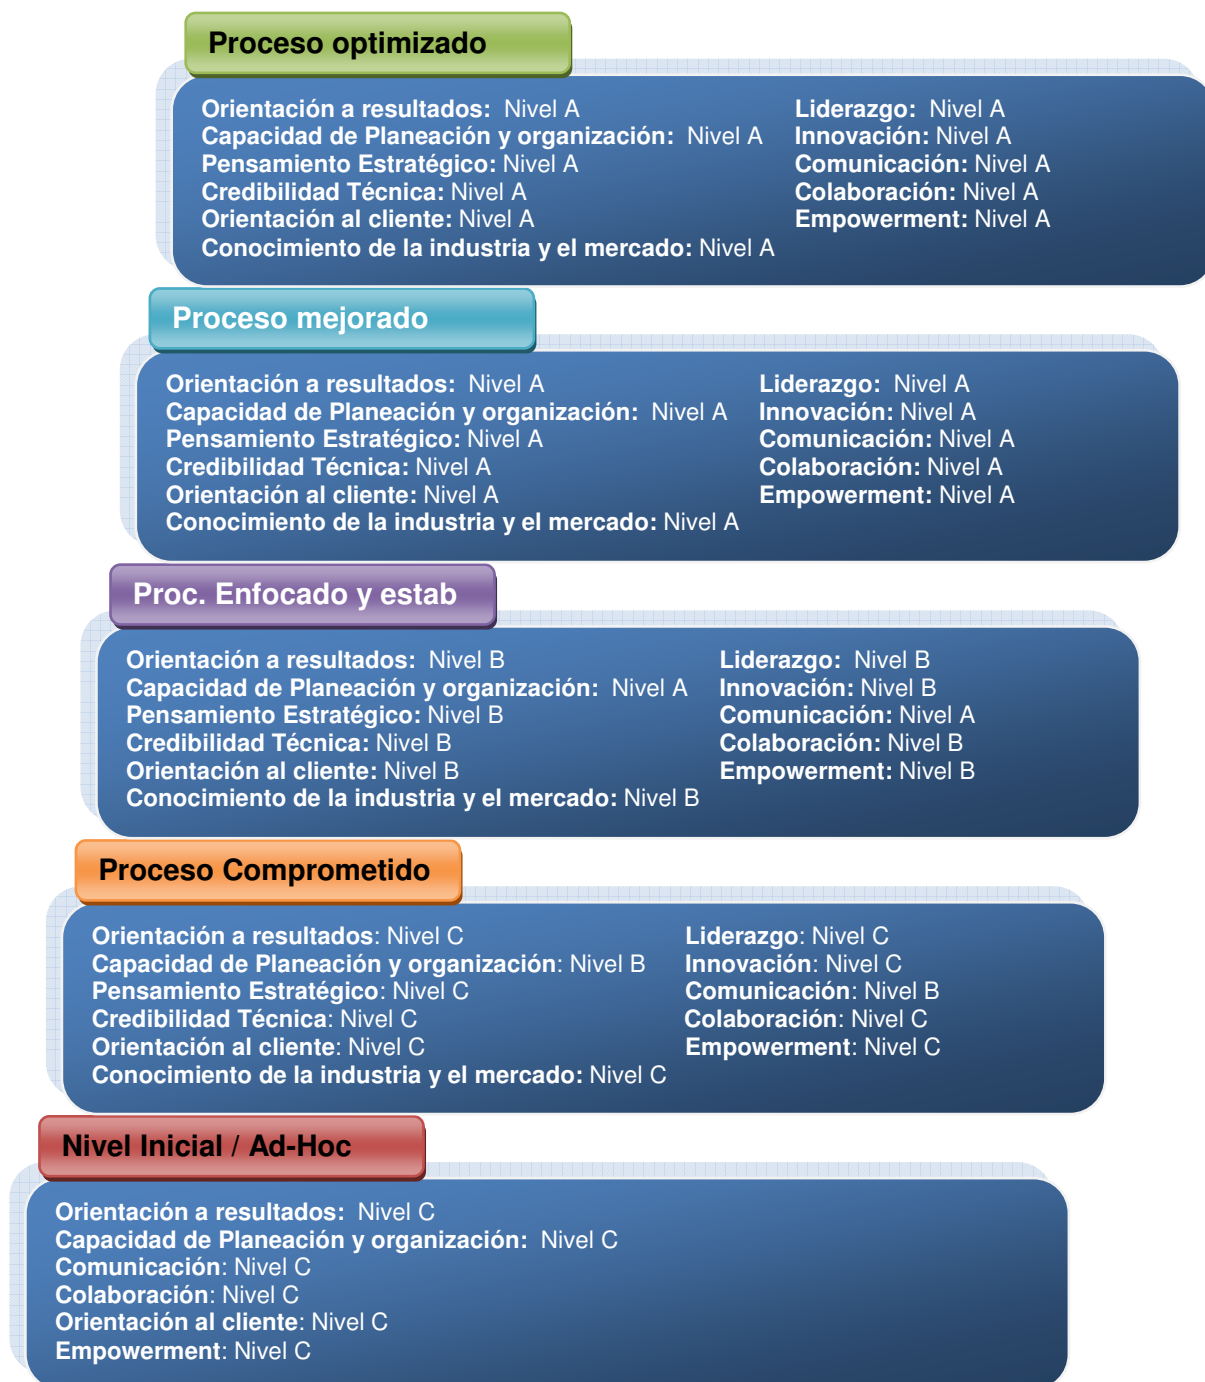 Proceso optimizado
Orientación a resultados:  Nivel A
Capacidad de Planeación y organización:  Nivel A
Pensamiento Estratégico: Nivel A
Credibilidad Técnica: Nivel A
Orientación al cliente: Nivel A
Conocimiento de la industria y el mercado: Nivel A
Liderazgo:  Nivel A
Innovación: Nivel A
Comunicación: Nivel A
Colaboración: Nivel A
Empowerment: Nivel A
Proceso mejorado
Orientación a resultados:  Nivel A
Capacidad de Planeación y organización:  Nivel A
Pensamiento Estratégico: Nivel A
Credibilidad Técnica: Nivel A
Orientación al cliente: Nivel A
Conocimiento de la industria y el mercado: Nivel A
Liderazgo:  Nivel A
Innovación: Nivel A
Comunicación: Nivel A
Colaboración: Nivel A
Empowerment: Nivel A
Proc. Enfocado y estab
Orientación a resultados:  Nivel B
Capacidad de Planeación y organización:  Nivel A
Pensamiento Estratégico: Nivel B
Credibilidad Técnica: Nivel B
Orientación al cliente: Nivel B
Conocimiento de la industria y el mercado: Nivel B
Liderazgo:  Nivel B
Innovación: Nivel B
Comunicación: Nivel A
Colaboración: Nivel B
Empowerment: Nivel B
Proceso Comprometido
Orientación a resultados: Nivel C
Capacidad de Planeación y organización: Nivel B
Pensamiento Estratégico: Nivel C
Credibilidad Técnica: Nivel C
Orientación al cliente: Nivel C
Conocimiento de la industria y el mercado: Nivel C
Liderazgo: Nivel C
Innovación: Nivel C
Comunicación: Nivel B
Colaboración: Nivel C
Empowerment: Nivel C
Nivel Inicial / Ad-Hoc
Orientación a resultados:  Nivel C
Capacidad de Planeación y organización:  Nivel C
Comunicación: Nivel C
Colaboración: Nivel C
Orientación al cliente: Nivel C
Empowerment: Nivel C